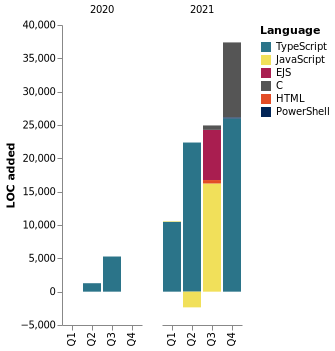 2020 2021
Language
TypeScript
JavaScript
EJS
C
HTML
PowerShell
LOC added
40,000
35,000
30,000
25,000
20,000
15,000
10,000
5,000
0
−5,000
Q1 Q2 Q3 Q4 Q1 Q2 Q3 Q4